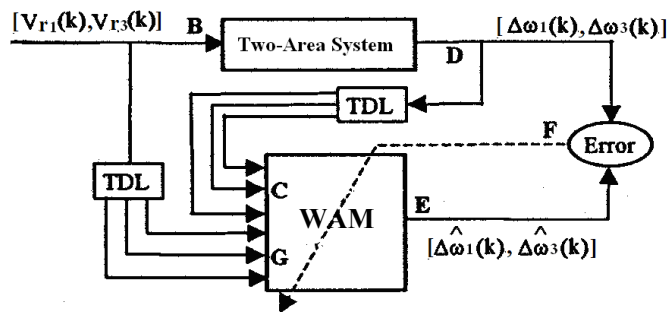 [Vr1(k),Vr3(k)]
B
Two-Area System
D
[Δω1(k),Δω3(k)]
TDL
F
Error
TDL
C
WAM
E
G
[Δω̂1(k), Δω̂3(k)]